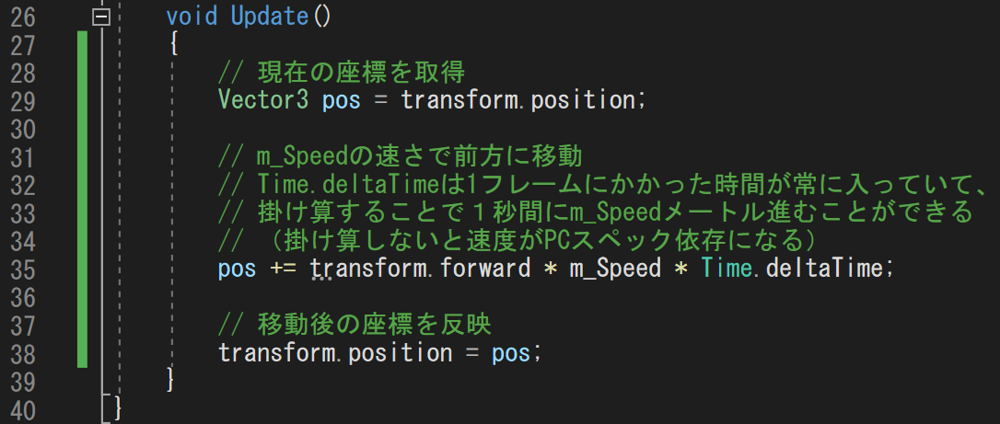 26 void Update()
27 {
28 // 現在の座標を取得
29 Vector3 pos = transform.position;
30
31 // m_Speedの速さで前方に移動
32 // Time.deltaTimeは1フレームにかかった時間が常に入っていて、
33 // 掛け算することで１秒間にm_Speedメートル進むことができる
34 // （掛け算しないと速度がPCスペック依存になる）
35 pos += transform.forward * m_Speed * Time.deltaTime;
36
37 // 移動後の座標を反映
38 transform.position = pos;
39 }
40 }